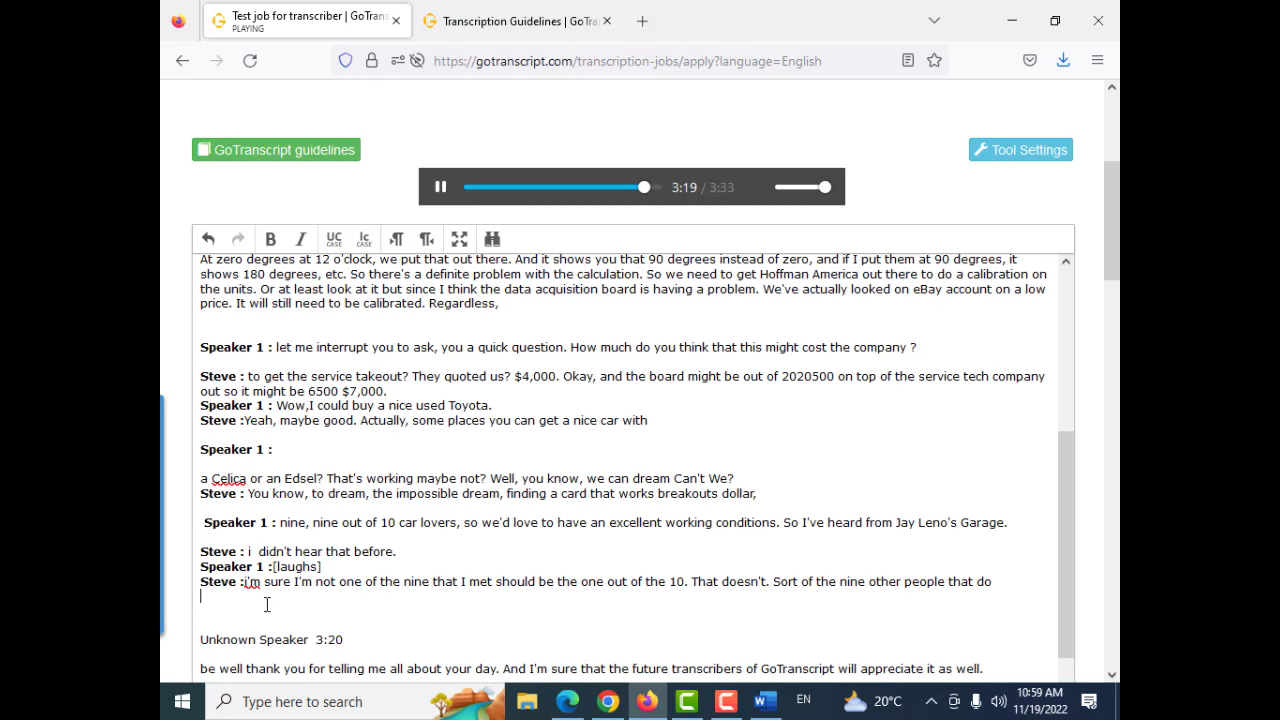 Test job for transcriber | GoTrans
PLAYING
Transcription Guidelines | GoTra
https://gotranscript.com/transcription-jobs/apply?language=English
GoTranscript guidelines
Tool Settings
3:19 / 3:33
B I UC CASE lc CASE
At zero degrees at 12 o'clock, we put that out there. And it shows you that 90 degrees instead of zero, and if I put them at 90 degrees, it
shows 180 degrees, etc. So there's a definite problem with the calculation. So we need to get Hoffman America out there to do a calibration on
the units. Or at least look at it but since I think the data acquisition board is having a problem. We've actually looked on eBay account on a low
price. It will still need to be calibrated. Regardless,
Speaker 1 : let me interrupt you to ask, you a quick question. How much do you think that this might cost the company ?
Steve : to get the service takeout? They quoted us? $4,000. Okay, and the board might be out of 2020500 on top of the service tech company
out so it might be 6500 $7,000.
Speaker 1 : Wow,I could buy a nice used Toyota.
Steve :Yeah, maybe good. Actually, some places you can get a nice car with
Speaker 1 :
a Celica or an Edsel? That's working maybe not? Well, you know, we can dream Can't We?
Steve : You know, to dream, the impossible dream, finding a card that works breakouts dollar,
Speaker 1 : nine, nine out of 10 car lovers, so we'd love to have an excellent working conditions. So I've heard from Jay Leno's Garage.
Steve : i didn't hear that before.
Speaker 1 :[laughs]
Steve :i'm sure I'm not one of the nine that I met should be the one out of the 10. That doesn't. Sort of the nine other people that do
Unknown Speaker 3:20
be well thank you for telling me all about your day. And I'm sure that the future transcribers of GoTranscript will appreciate it as well.
Type here to search
EN
20°C
10:59 AM
11/19/2022